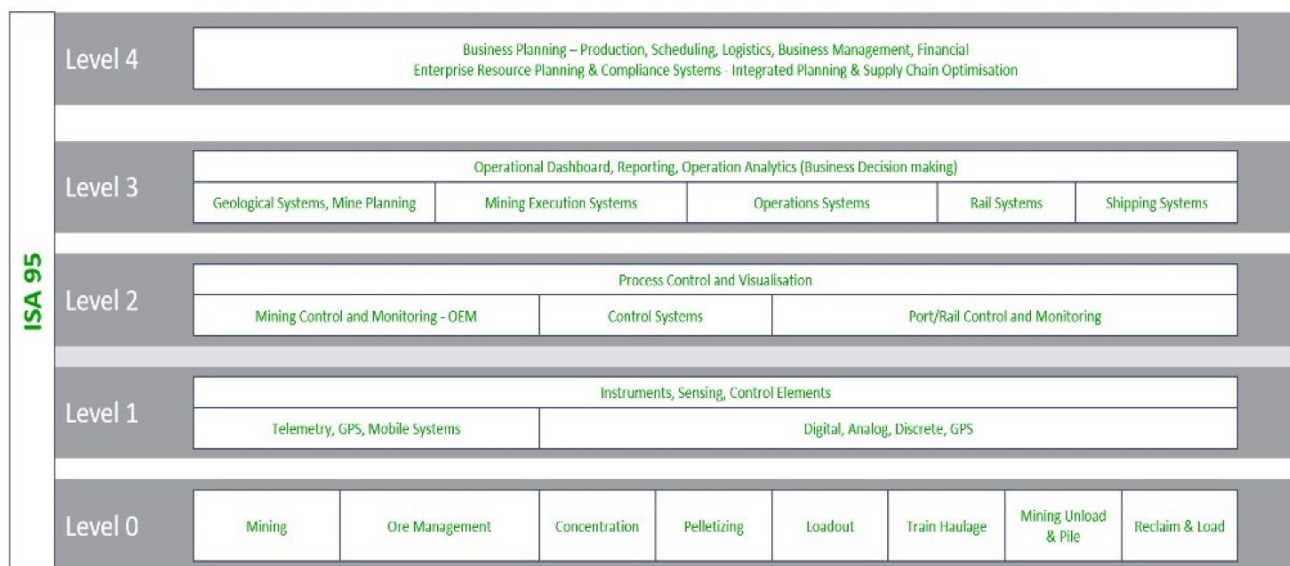 ISA 95
Level 4
Business Planning – Production, Scheduling, Logistics, Business Management, Financial
Enterprise Resource Planning & Compliance Systems - Integrated Planning & Supply Chain Optimisation
Level 3
Operational Dashboard, Reporting, Operation Analytics (Business Decision making)
Geological Systems, Mine Planning
Mining Execution Systems
Operations Systems
Rail Systems
Shipping Systems
Level 2
Process Control and Visualisation
Mining Control and Monitoring - OEM
Control Systems
Port/Rail Control and Monitoring
Level 1
Instruments, Sensing, Control Elements
Telemetry, GPS, Mobile Systems
Digital, Analog, Discrete, GPS
Level 0
Mining
Ore Management
Concentration
Pelletizing
Loadout
Train Haulage
Mining Unload
& Pile
Reclaim & Load